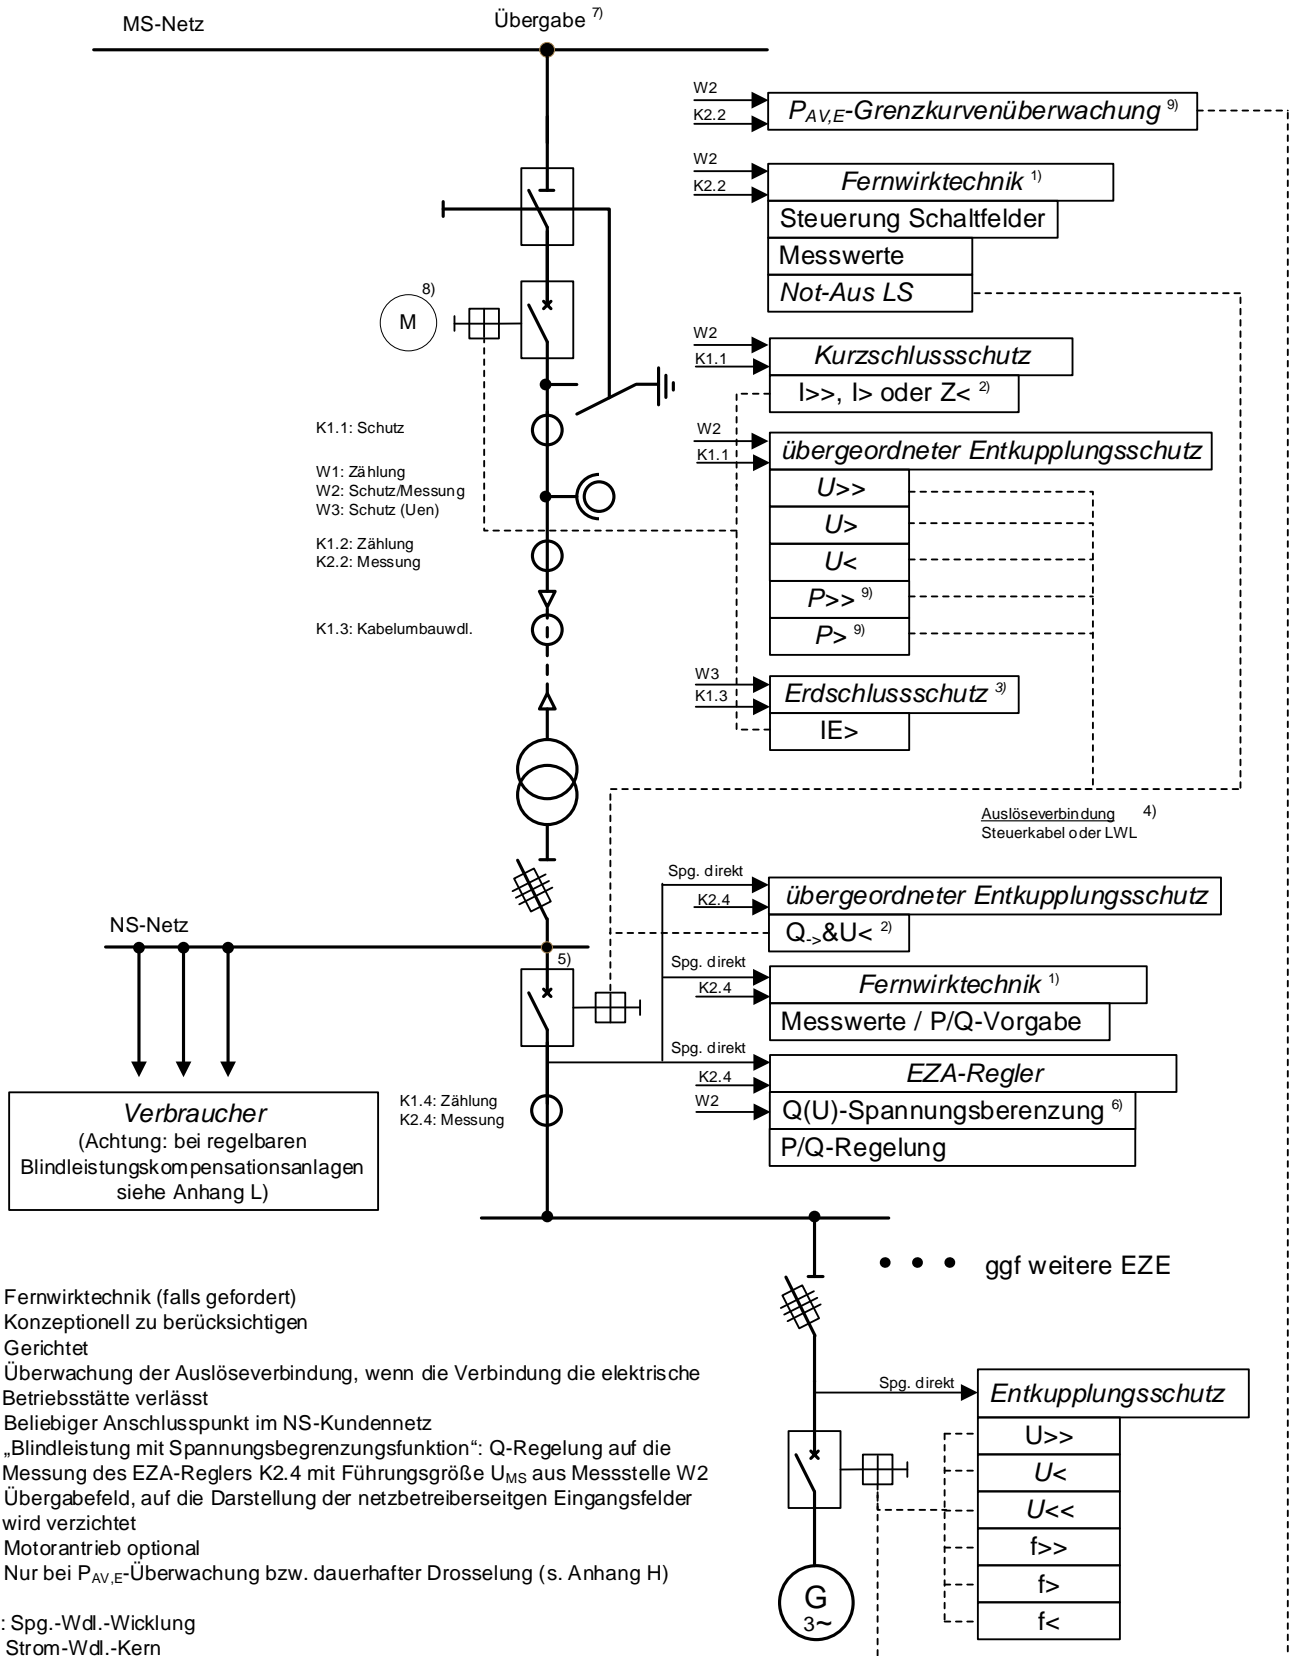 MS-Netz
Übergabe 7)
W2
K2.2
PAV,E-Grenzkurvenüberwachung 9)
W2
K2.2
Fernwirktechnik 1)
Steuerung Schaltfelder
Messwerte
Not-Aus LS
8)
M
W2
K1.1
Kurzschlussschutz
I>>, I> oder Z< 2)
K1.1: Schutz
W1: Zählung
W2: Schutz/Messung
W3: Schutz (Uen)
K1.2: Zählung
K2.2: Messung
K1.3: Kabelumbauwdl.
W2
K1.1
übergeordneter Entkupplungsschutz
U>>
U>
U<
P>> 9)
P> 9)
W3
K1.3
Erdschlussschutz 3)
IE>
Auslöseverbindung 4)
Steuerkabel oder LWL
Spg. direkt
K2.4
übergeordneter Entkupplungsschutz
Q->&U< 2)
NS-Netz
5)
Spg. direkt
K2.4
Fernwirktechnik 1)
Messwerte / P/Q-Vorgabe
Spg. direkt
K2.4
W2
EZA-Regler
Q(U)-Spannungsberenzung 6)
P/Q-Regelung
K1.4: Zählung
K2.4: Messung
Verbraucher
(Achtung: bei regelbaren
Blindleistungskompensationsanlagen
siehe Anhang L)
ggf weitere EZE
Fernwirktechnik (falls gefordert)
Konzeptionell zu berücksichtigen
Gerichtet
Überwachung der Auslöseverbindung, wenn die Verbindung die elektrische
Betriebsstätte verlässt
Beliebiger Anschlusspunkt im NS-Kundennetz
„Blindleistung mit Spannungsbegrenzungsfunktion“: Q-Regelung auf die
Messung des EZA-Reglers K2.4 mit Führungsgröße UMS aus Messstelle W2
Übergabefeld, auf die Darstellung der netzbetreiberseitgen Eingangsfelder
wird verzichtet
Motorantrieb optional
Nur bei PAV,E-Überwachung bzw. dauerhafter Drosselung (s. Anhang H)
: Spg.-Wdl.-Wicklung
Strom-Wdl.-Kern
Spg. direkt
Entkupplungsschutz
U>>
U<
U<<
f>>
f>
f<
G
3~